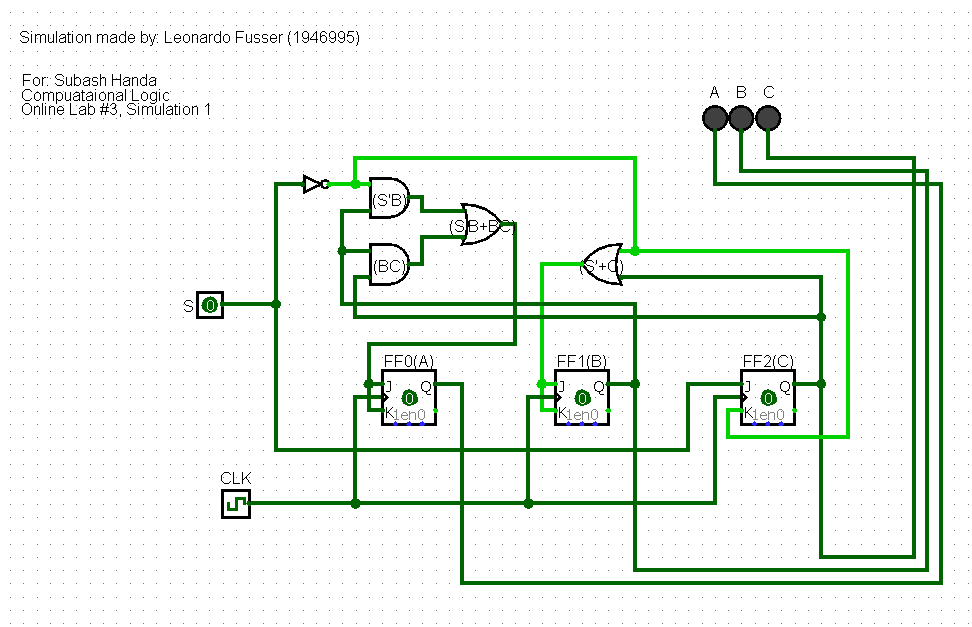 Simulation made by: Leonardo Fusser (1946995)
For: Subash Handa
Compuataional Logic
Online Lab #3, Simulation 1
A B C
(S'B)
(S'B+BC)
(BC)
(S'+C)
S 0
FF0(A) FF1(B) FF2(C)
J Q J Q J Q
0 0 0
K 1en0 K 1en0 K 1en0
CLK